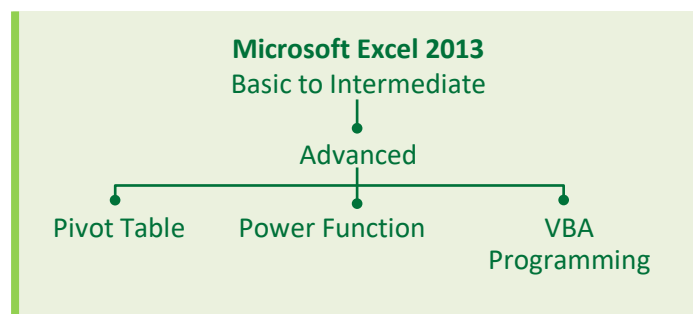 Microsoft Excel 2013
Basic to Intermediate
Advanced
Pivot Table
Power Function
VBA
Programming